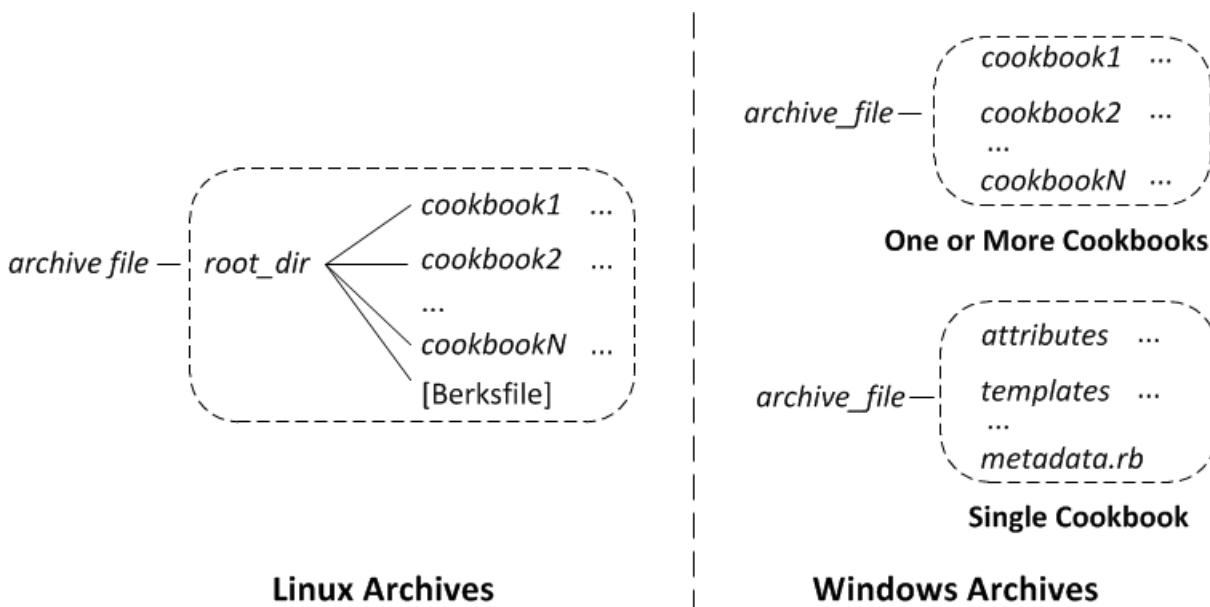 archive file
root_dir
cookbook1 ...
cookbook2 ...
...
cookbookN ...
[Berksfile]
Linux Archives
archive_file
cookbook1 ...
cookbook2 ...
...
cookbookN ...
One or More Cookbooks
archive_file
attributes ...
templates ...
...
metadata.rb
Single Cookbook
Windows Archives